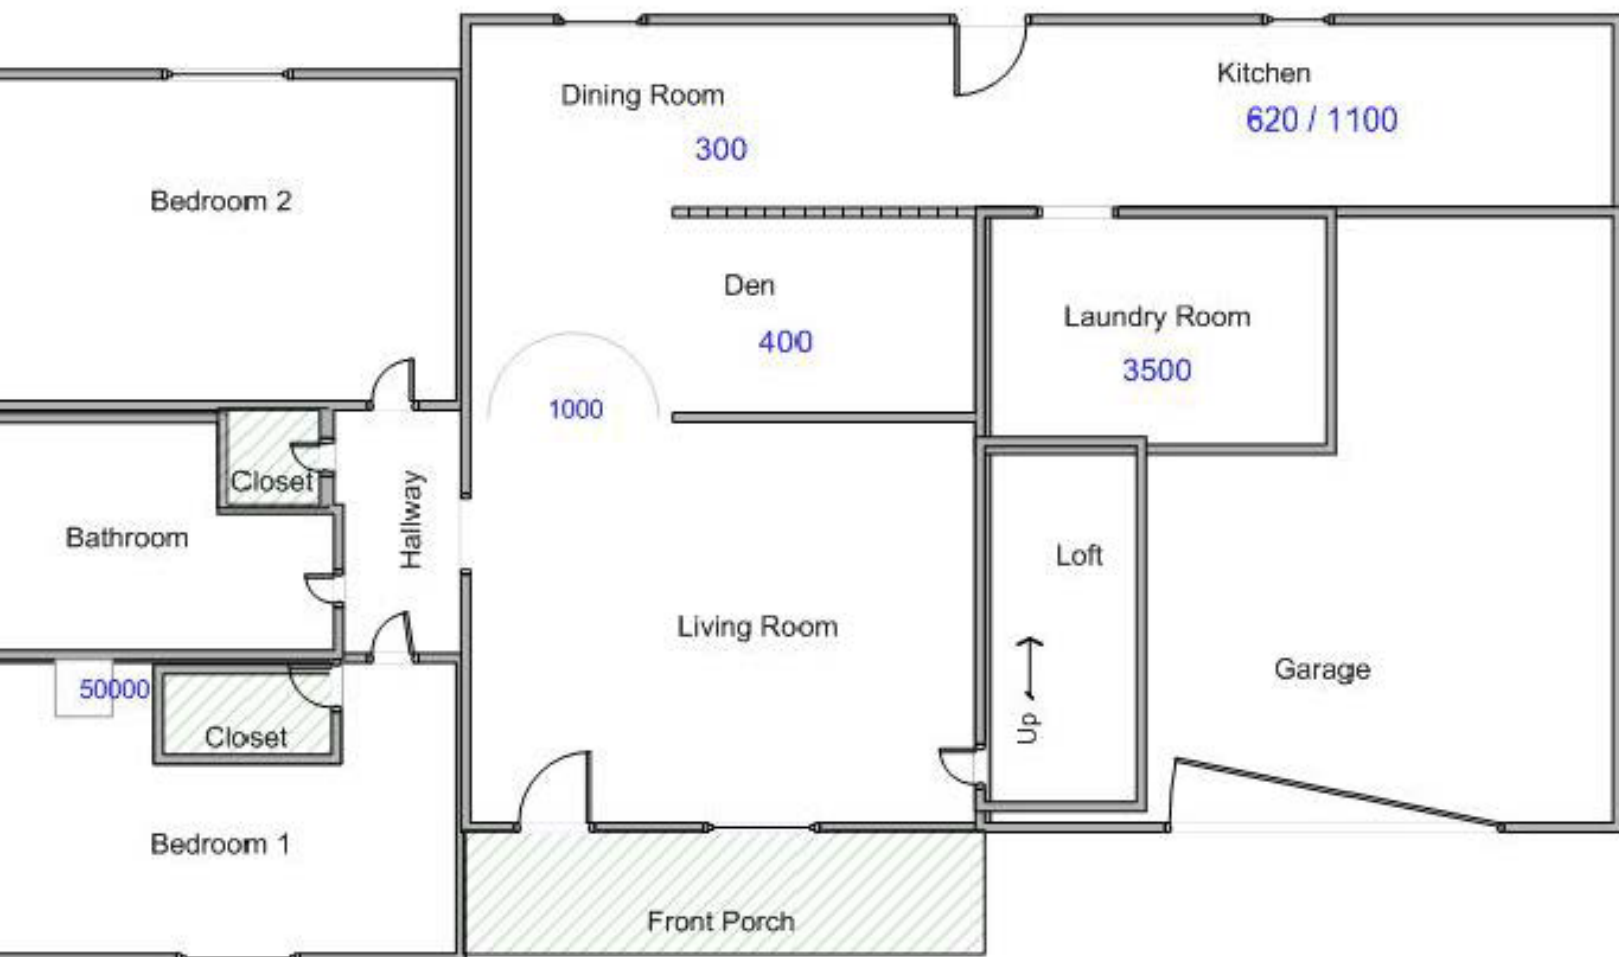 Dining Room
300
Kitchen
620 / 1100
Bedroom 2
Den
400
Laundry Room
3500
1000
Closet
Bathroom
Hallway
Loft
Living Room
Up
Garage
50000
Closet
Bedroom 1
Front Porch